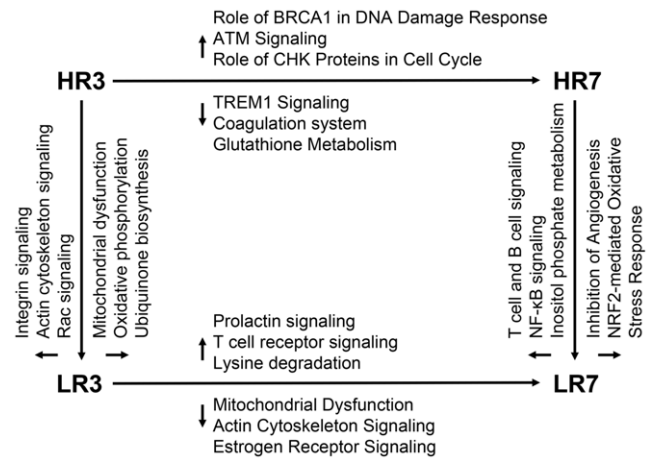 Role of BRCA1 in DNA Damage Response
ATM Signaling
Role of CHK Proteins in Cell Cycle
HR3
HR7
TREM1 Signaling
Coagulation system
Glutathione Metabolism
Integrin signaling
Actin cytoskeleton signaling
Rac signaling
Mitochondrial dysfunction
Oxidative phosphorylation
Ubiquinone biosynthesis
T cell and B cell signaling
NF-κB signaling
Inositol phosphate metabolism
Inhibition of Angiogenesis
NRF2-mediated Oxidative
Stress Response
Prolactin signaling
T cell receptor signaling
Lysine degradation
LR3
LR7
Mitochondrial Dysfunction
Actin Cytoskeleton Signaling
Estrogen Receptor Signaling